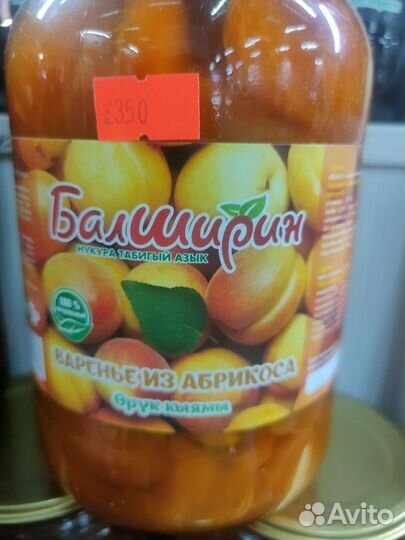 350
Балширин
НУКУРА ТАБИГЫЙ АЗЫК
100 %
ВАРЕНЬЕ ИЗ АБРИКОСА
Өрүк кыямы
Avito